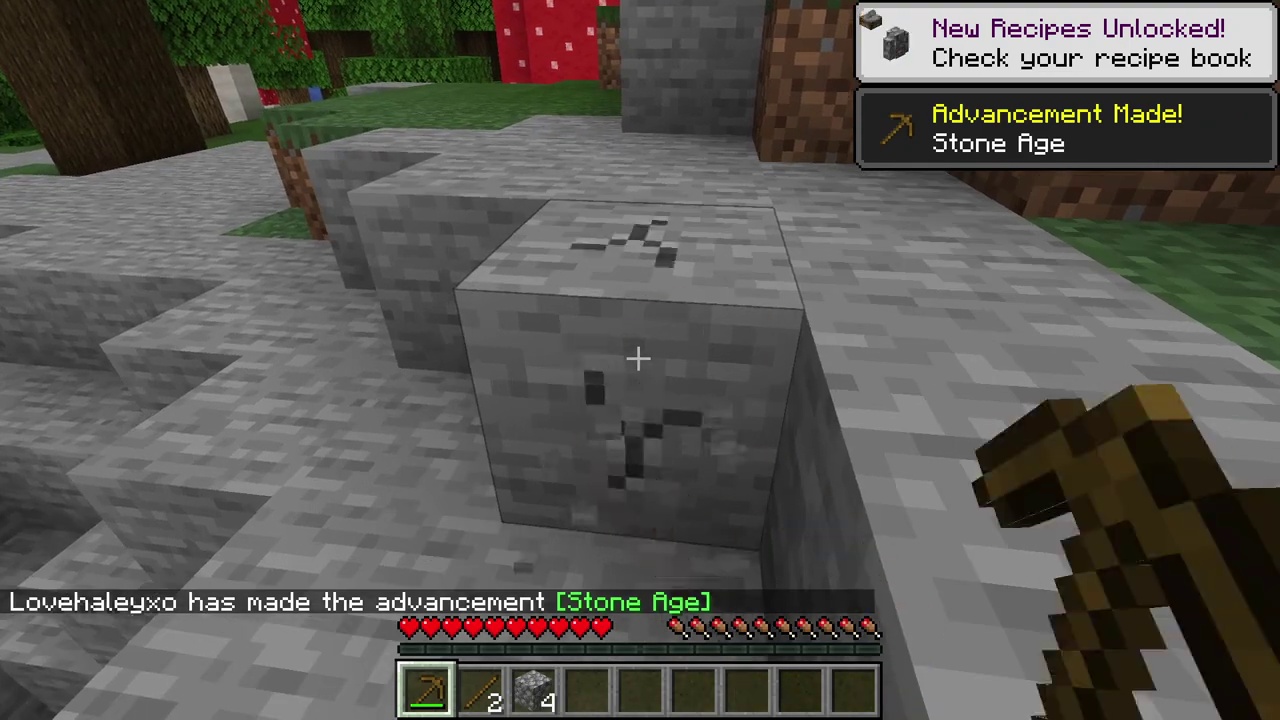 New Recipes Unlocked!
Check your recipe book
Advancement Made!
Stone Age
Lovehaleyxo has made the advancement [Stone Age]
2
4